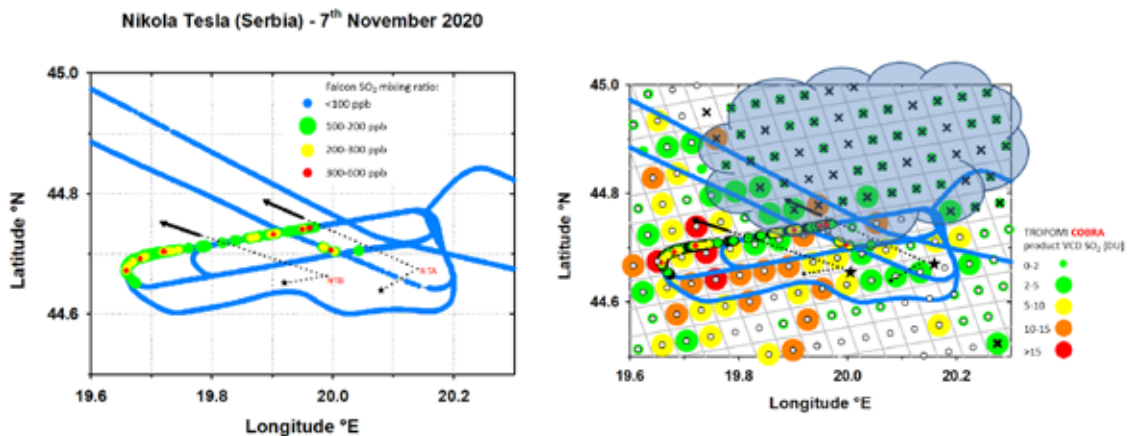 Nikola Tesla (Serbia) - 7th November 2020
45.0
44.8
44.6
Latitude °N
Falcon SO2 mixing ratio:
<100 ppb
500-200 ppb
200-300 ppb
300-600 ppb
NTB
NTA
19.6 19.8 20.0 20.2
Longitude °E
45.0
44.8
44.6
Latitude °N
19.6 19.8 20.0 20.2
Longitude °E
TROPOMI COBRA
product VCD SO2 [DU]
0-2
2-5
5-10
10-15
>15